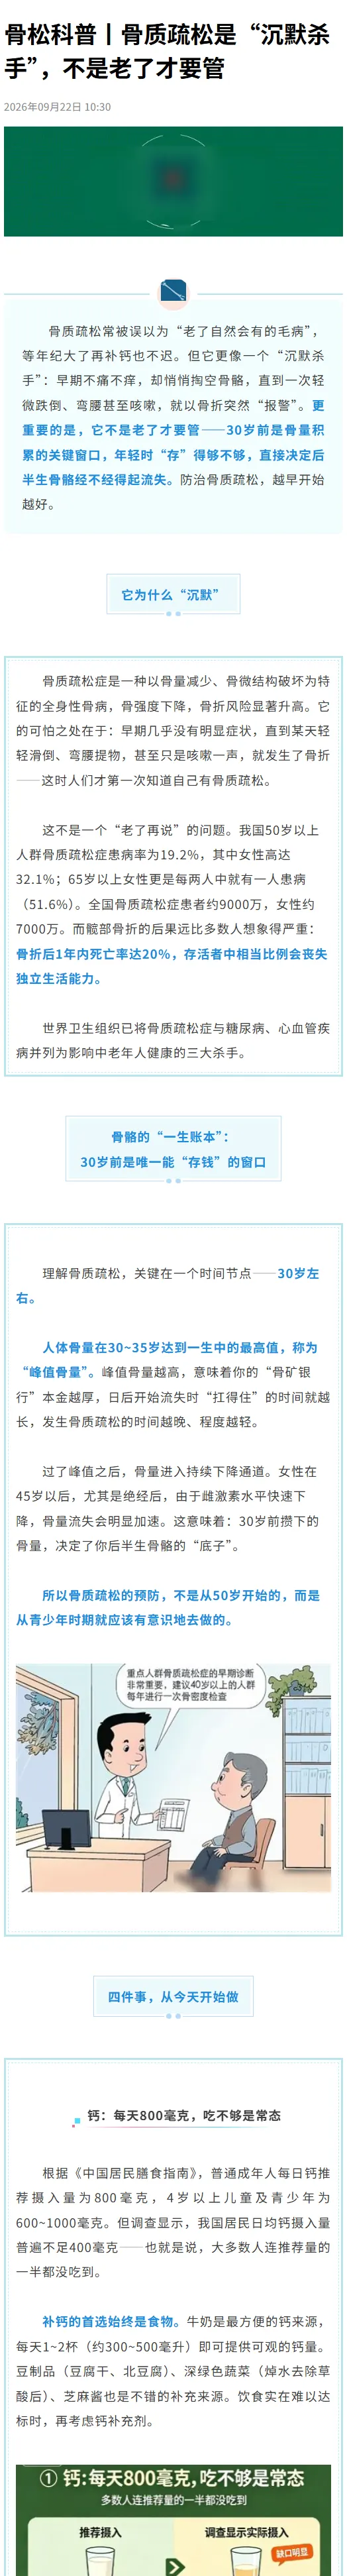 骨松科普丨骨质疏松是“沉默杀
手”，不是老了才要管
2026年09月22日 10:30
骨质疏松常被误以为“老了自然会有的毛病”，
等年纪大了再补钙也不迟。但它更像一个“沉默杀
手”：早期不痛不痒，却悄悄掏空骨骼，直到一次轻
微跌倒、弯腰甚至咳嗽，就以骨折突然“报警”。更
重要的是，它不是老了才要管——30岁前是骨量积
累的关键窗口，年轻时“存”得够不够，直接决定后
半生骨骼经不经得起流失。防治骨质疏松，越早开始
越好。
它为什么“沉默”
骨质疏松症是一种以骨量减少、骨微结构破坏为特
征的全身性骨病，骨强度下降，骨折风险显著升高。它
的可怕之处在于：早期几乎没有明显症状，直到某天轻
轻滑倒、弯腰提物，甚至只是咳嗽一声，就发生了骨折
——这时人们才第一次知道自己有骨质疏松。
这不是一个“老了再说”的问题。我国50岁以上
人群骨质疏松症患病率为19.2%，其中女性高达
32.1%；65岁以上女性更是每两人中就有一人患病
（51.6%）。全国骨质疏松症患者约9000万，女性约
7000万。而髋部骨折的后果远比多数人想象得严重：
骨折后1年内死亡率达20%，存活者中相当比例会丧失
独立生活能力。
世界卫生组织已将骨质疏松症与糖尿病、心血管疾
病并列为影响中老年人健康的三大杀手。
骨骼的“一生账本”：
30岁前是唯一能“存钱”的窗口
理解骨质疏松，关键在一个时间节点——30岁左
右。
人体骨量在30~35岁达到一生中的最高值，称为
“峰值骨量”。峰值骨量越高，意味着你的“骨矿银
行”本金越厚，日后开始流失时“扛得住”的时间就越
长，发生骨质疏松的时间越晚、程度越轻。
过了峰值之后，骨量进入持续下降通道。女性在
45岁以后，尤其是绝经后，由于雌激素水平快速下
降，骨量流失会明显加速。这意味着：30岁前攒下的
骨量，决定了你后半生骨骼的“底子”。
所以骨质疏松的预防，不是从50岁开始的，而是
从青少年时期就应该有意识地去做的。
重点人群骨质疏松症的早期诊断
非常重要，建议40岁以上的人群
每年进行一次骨密度检查
四件事，从今天开始做
钙：每天800毫克，吃不够是常态
根据《中国居民膳食指南》，普通成年人每日钙推
荐摄入量为800毫克，4岁以上儿童及青少年为
600~1000毫克。但调查显示，我国居民日均钙摄入量
普遍不足400毫克——也就是说，大多数人连推荐量的
一半都没吃到。
补钙的首选始终是食物。牛奶是最方便的钙来源，
每天1~2杯（约300~500毫升）即可提供可观的钙量。
豆制品（豆腐干、北豆腐）、深绿色蔬菜（焯水去除草
酸后）、芝麻酱也是不错的补充来源。饮食实在难以达
标时，再考虑钙补充剂。
① 钙:每天800毫克，吃不够是常态
多数人连推荐量的一半都没吃到
推荐摄入 调查显示实际摄入
缺口明显